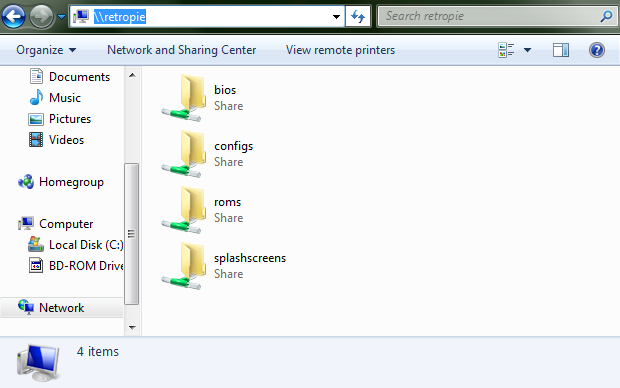 \\retropie
Search retropie
Organize
Network and Sharing Center
View remote printers
Documents
Music
Pictures
Videos
Homegroup
Computer
Local Disk (C:)
BD-ROM Drive
Network
bios
Share
configs
Share
roms
Share
splashscreens
Share
4 items